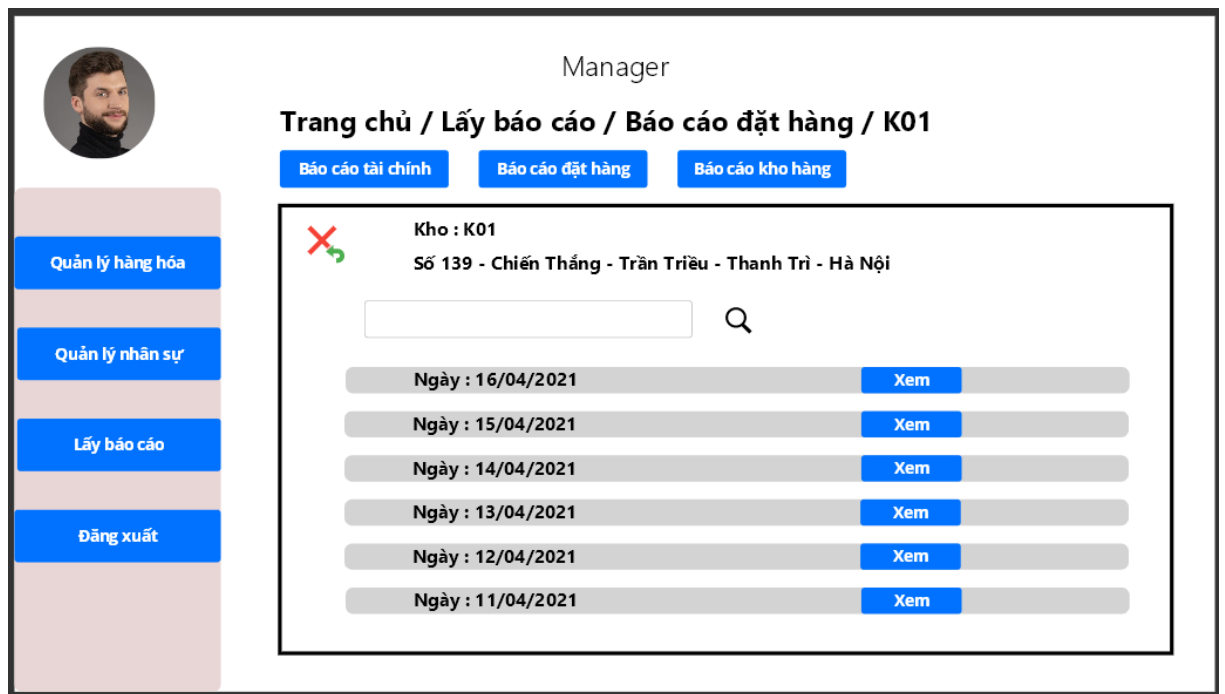 Manager
Trang chủ / Lấy báo cáo / Báo cáo đặt hàng / K01
Báo cáo tài chính
Báo cáo đặt hàng
Báo cáo kho hàng
Quản lý hàng hóa
Quản lý nhân sự
Lấy báo cáo
Đăng xuất
Kho : K01
Số 139 - Chiến Thắng - Trần Triều - Thanh Trì - Hà Nội
Ngày : 16/04/2021 Xem
Ngày : 15/04/2021 Xem
Ngày : 14/04/2021 Xem
Ngày : 13/04/2021 Xem
Ngày : 12/04/2021 Xem
Ngày : 11/04/2021 Xem